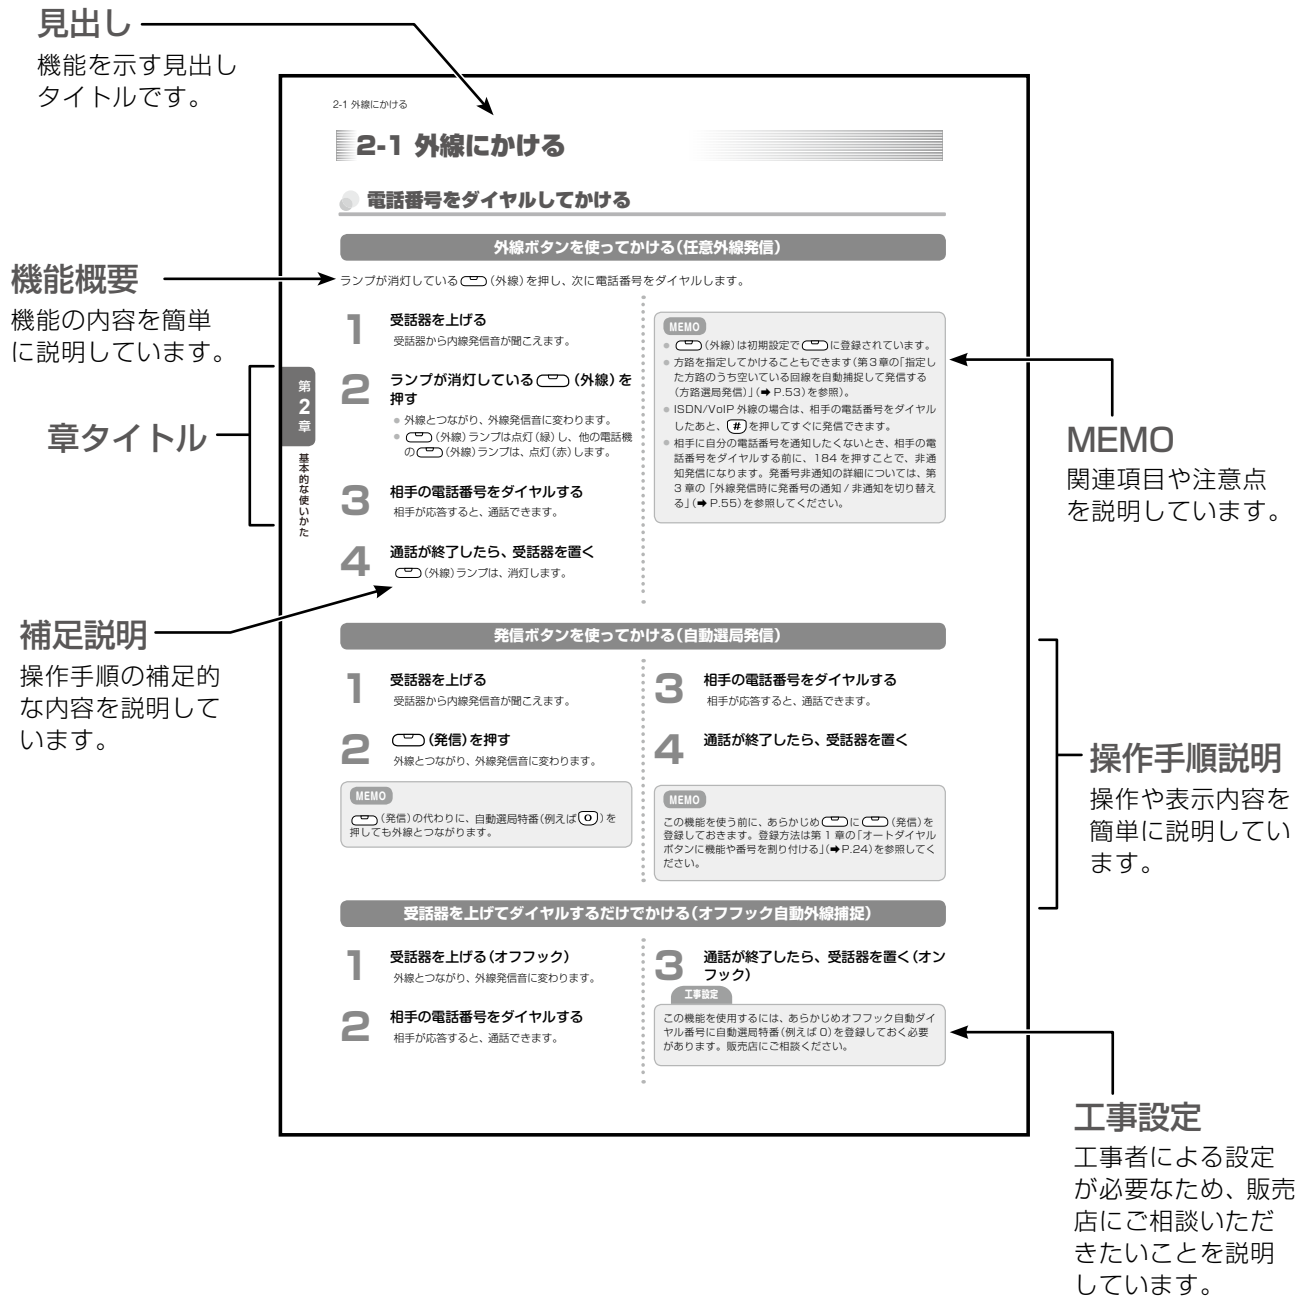 見出し
機能を示す見出し
タイトルです。
2-1 外線にかける
2-1 外線にかける
電話番号をダイヤルしてかける
外線ボタンを使ってかける(任意外線発信)
機能概要
機能の内容を簡単
に説明しています。
ランプが消灯している(外線)を押し、次に電話番号をダイヤルします。
1 受話器を上げる
受話器から内線発信音が聞こえます。
2 ランプが消灯している(外線)を
押す
● 外線とつながり、外線発信音に変わります。
● (外線)ランプは点灯(緑)し、他の電話機
の(外線)ランプは、点灯(赤)します。
3 相手の電話番号をダイヤルする
相手が応答すると、通話できます。
4 通話が終了したら、受話器を置く
(外線)ランプは、消灯します。
MEMO
● (外線)は初期設定でに登録されています。
● 方路を指定してかけることもできます(第3章の「指定し
た方路のうち空いている回線を自動捕捉して発信する
(方路選局発信)」(➡ P.53)を参照)。
● ISDN/VoIP 外線の場合は、相手の電話番号をダイヤル
したあと、#を押してすぐに発信できます。
● 相手に自分の電話番号を通知したくないとき、相手の電
話番号をダイヤルする前に、184 を押すことで、非通
知発信になります。発番号非通知の詳細については、第
3 章の「外線発信時に発番号の通知 / 非通知を切り替え
る」(➡ P.55)を参照してください。
章タイトル
第
2
章
基本的な使いかた
MEMO
関連項目や注意点
を説明しています。
補足説明
操作手順の補足的
な内容を説明して
います。
発信ボタンを使ってかける(自動選局発信)
1 受話器を上げる
受話器から内線発信音が聞こえます。
2 (発信)を押す
外線とつながり、外線発信音に変わります。
MEMO
(発信)の代わりに、自動選局特番(例えば0)を
押しても外線とつながります。
3 相手の電話番号をダイヤルする
相手が応答すると、通話できます。
4 通話が終了したら、受話器を置く
MEMO
この機能を使う前に、あらかじめに(発信)を
登録しておきます。登録方法は第 1 章の「オートダイヤル
ボタンに機能や番号を割り付ける」(➡P.24)を参照してく
ださい。
操作手順説明
操作や表示内容を
簡単に説明してい
ます。
受話器を上げてダイヤルするだけでかける(オフフック自動外線捕捉)
1 受話器を上げる(オフフック)
外線とつながり、外線発信音に変わります。
2 相手の電話番号をダイヤルする
相手が応答すると、通話できます。
3 通話が終了したら、受話器を置く(オン
フック)
工事設定
この機能を使用するには、あらかじめオフフック自動ダイ
ヤル番号に自動選局特番(例えば 0)を登録しておく必要
があります。販売店にご相談ください。
工事設定
工事者による設定
が必要なため、販売
店にご相談いただ
きたいことを説明
しています。